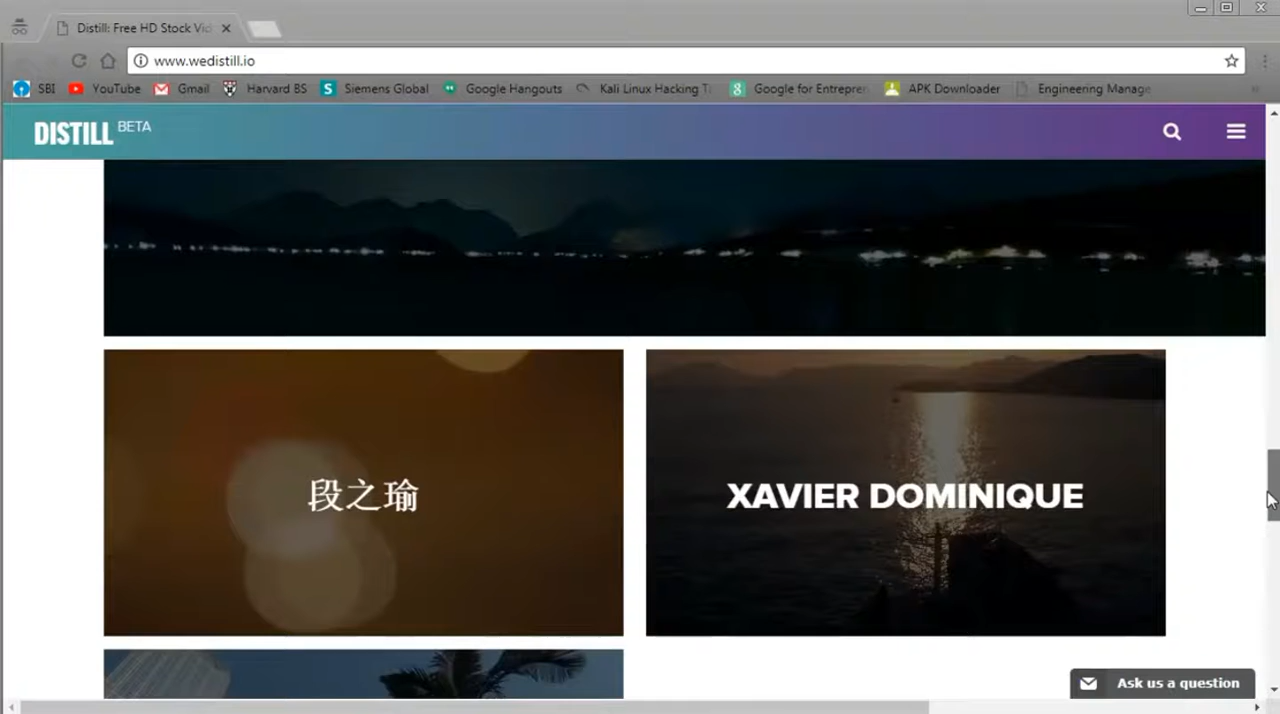 Distill: Free HD Stock Vid
www.wedistill.io
SBI YouTube Gmail Harvard BS Siemens Global Google Hangouts Kali Linux Hacking T Google for Entrepren APK Downloader Engineering Manage
DISTILL BETA
段之瑜
XAVIER DOMINIQUE
Ask us a question